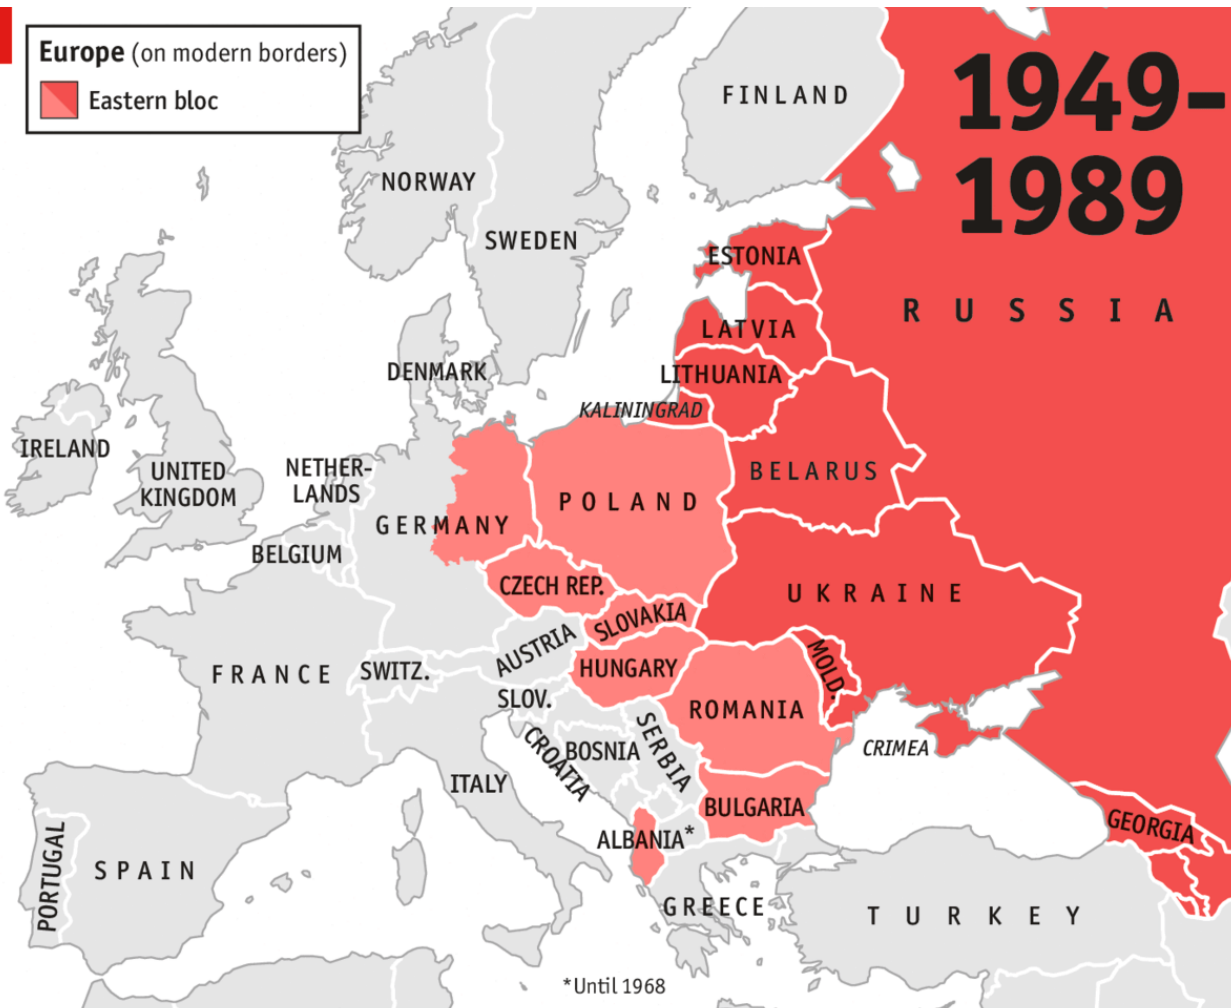 Europe (on modern borders)
Eastern bloc
1949-
1989
FINLAND
NORWAY
SWEDEN
ESTONIA
RUSSIA
LATVIA
DENMARK
LITHUANIA
KALININGRAD
IRELAND
UNITED
KINGDOM
NETHER-
LANDS
BELARUS
POLAND
GERMANY
BELGIUM
CZECH REP.
UKRAINE
SLOVAKIA
AUSTRIA
FRANCE
SWITZ.
HUNGARY
MOLD.
SLOV.
ROMANIA
CROATIA
BOSNIA
SERBIA
CRIMEA
ITALY
BULGARIA
GEORGIA
ALBANIA*
PORTUGAL
SPAIN
GREECE
TURKEY
*Until 1968